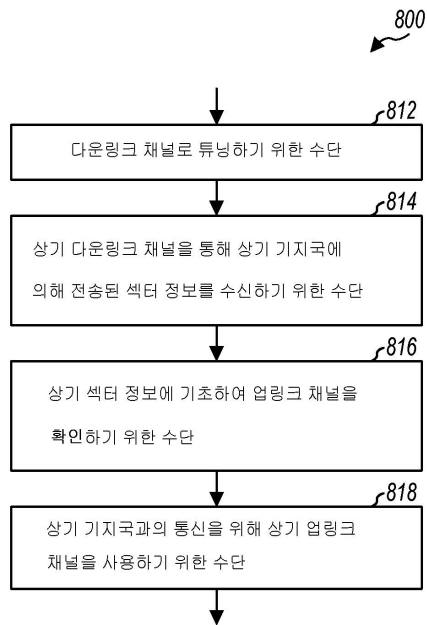 800
812
다운링크 채널로 튜닝하기 위한 수단
814
상기 다운링크 채널을 통해 상기 기지국에
의해 전송된 섹터 정보를 수신하기 위한 수단
816
상기 섹터 정보에 기초하여 업링크 채널을
확인하기 위한 수단
818
상기 기지국과의 통신을 위해 상기 업링크
채널을 사용하기 위한 수단